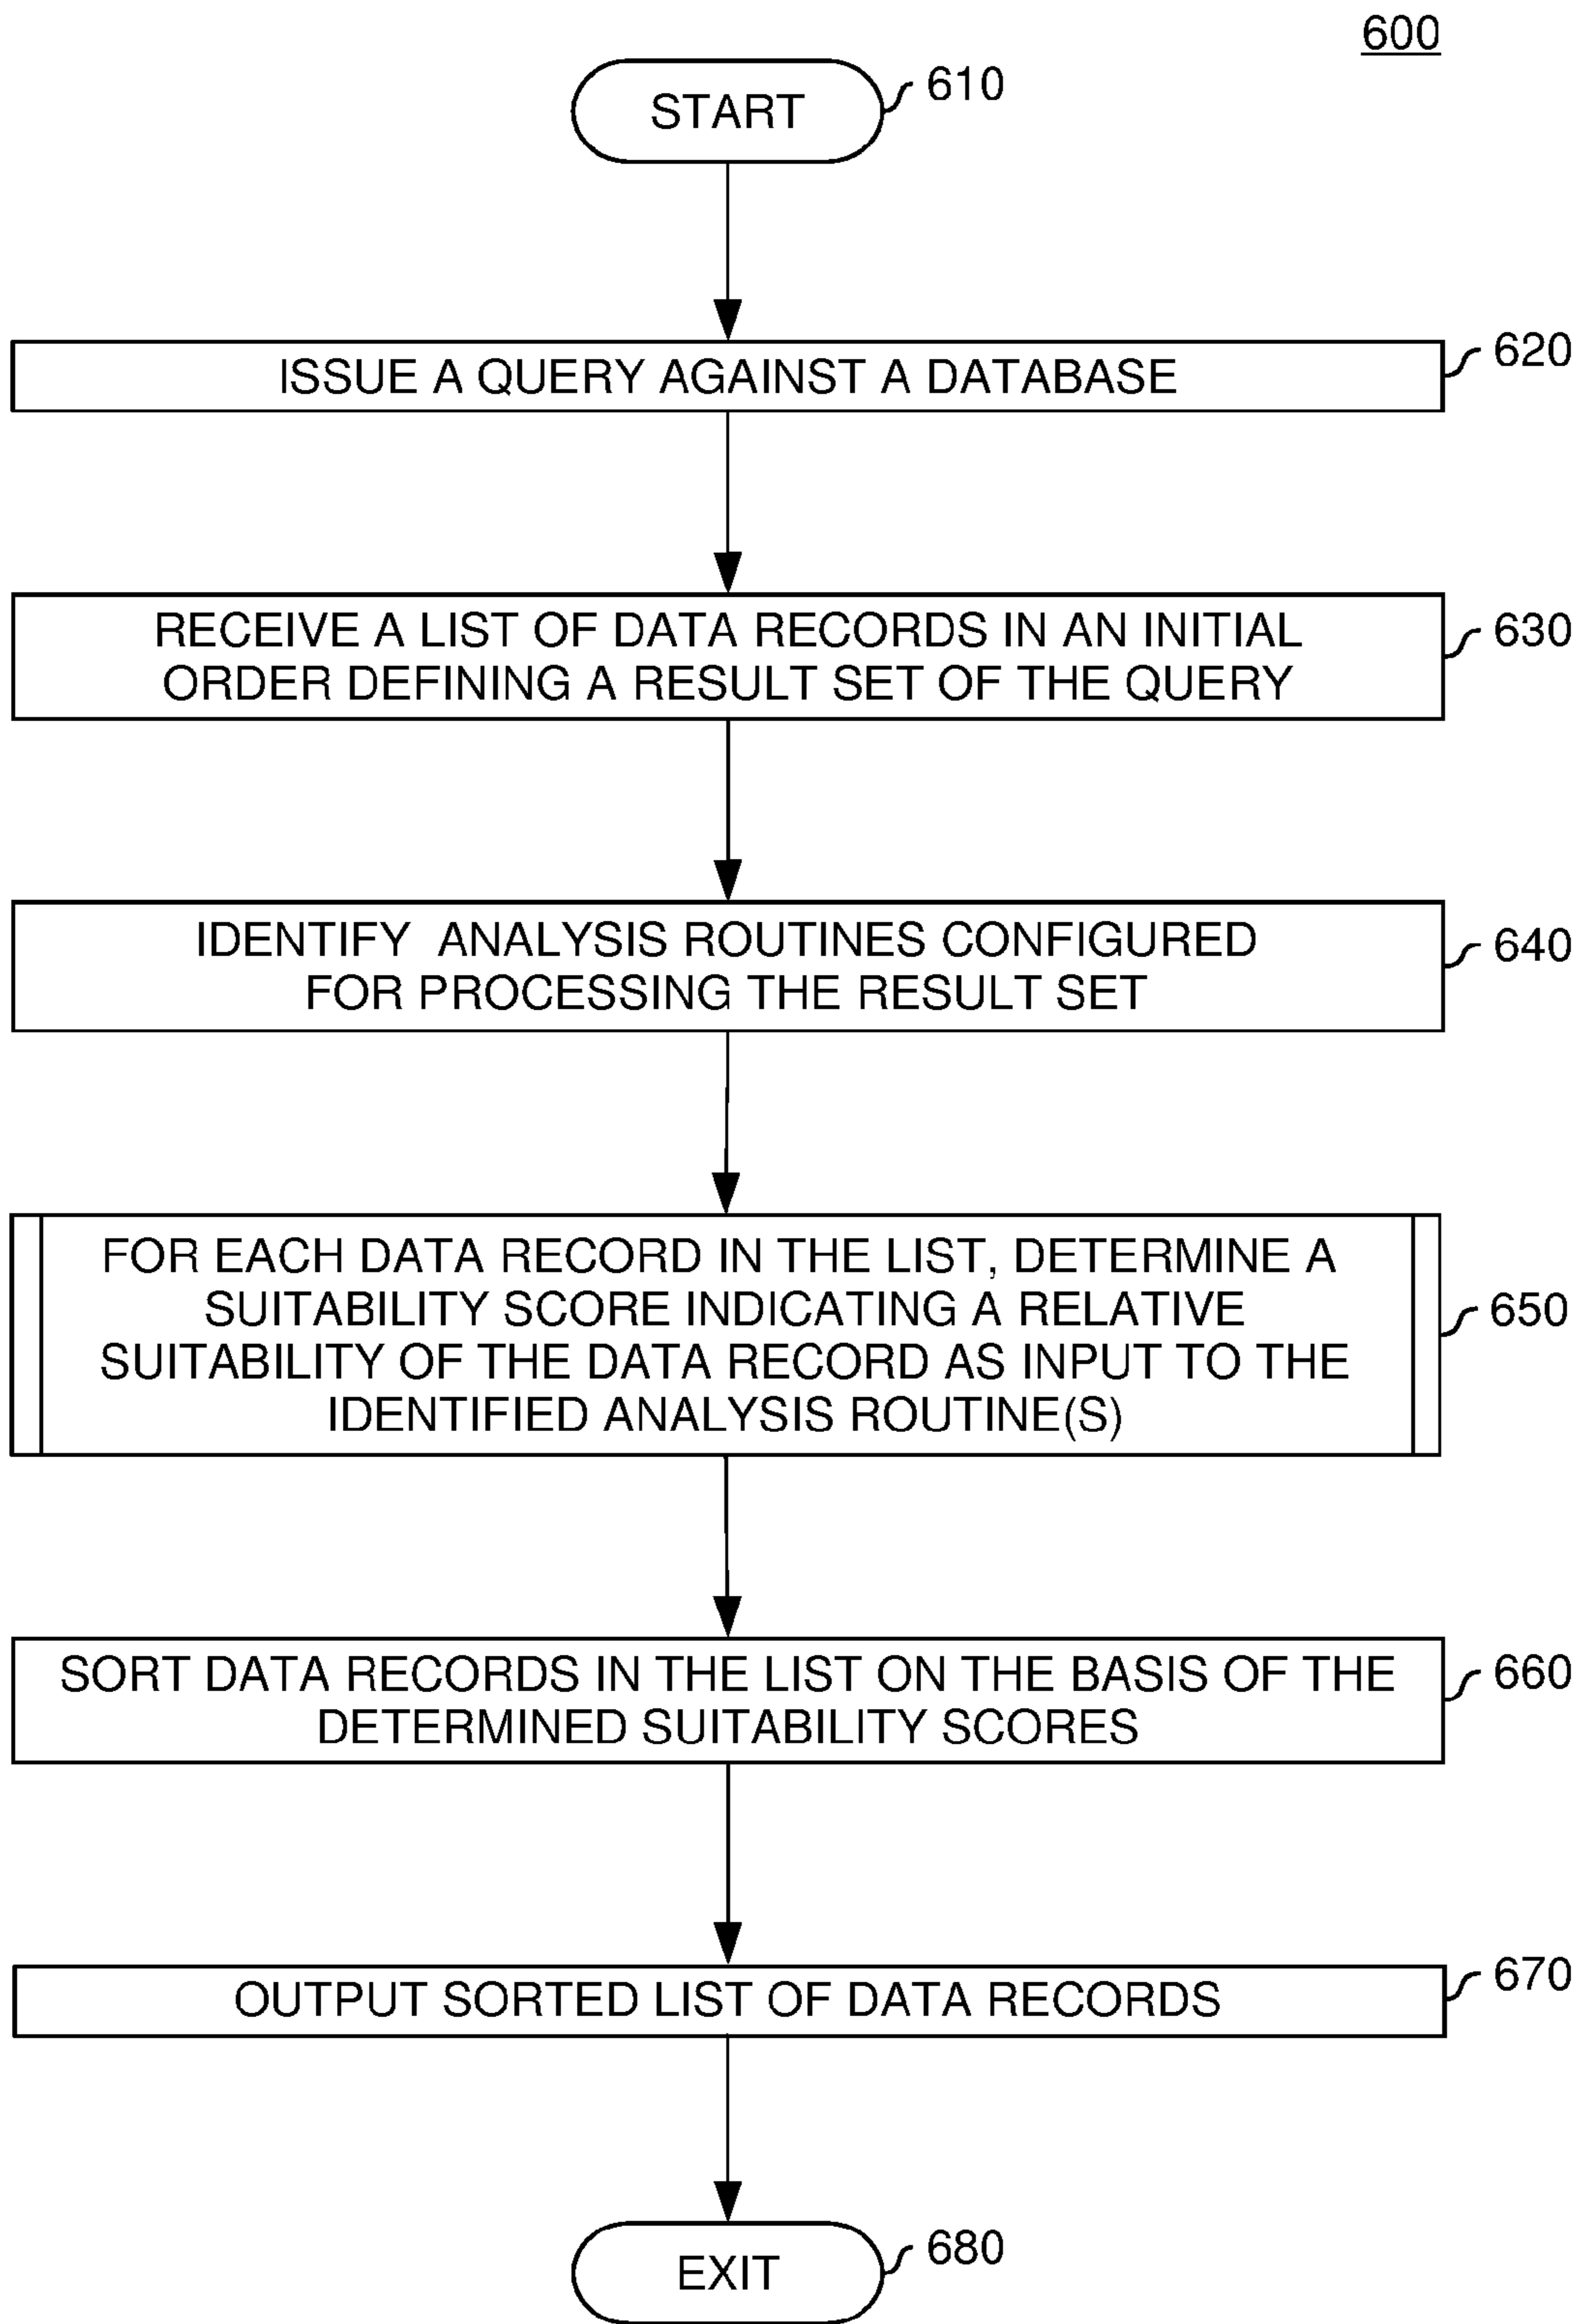 600
START
610
ISSUE A QUERY AGAINST A DATABASE
620
RECEIVE A LIST OF DATA RECORDS IN AN INITIAL
ORDER DEFINING A RESULT SET OF THE QUERY
630
IDENTIFY ANALYSIS ROUTINES CONFIGURED
FOR PROCESSING THE RESULT SET
640
FOR EACH DATA RECORD IN THE LIST, DETERMINE A
SUITABILITY SCORE INDICATING A RELATIVE
SUITABILITY OF THE DATA RECORD AS INPUT TO THE
IDENTIFIED ANALYSIS ROUTINE(S)
650
SORT DATA RECORDS IN THE LIST ON THE BASIS OF THE
DETERMINED SUITABILITY SCORES
660
OUTPUT SORTED LIST OF DATA RECORDS
670
EXIT
680